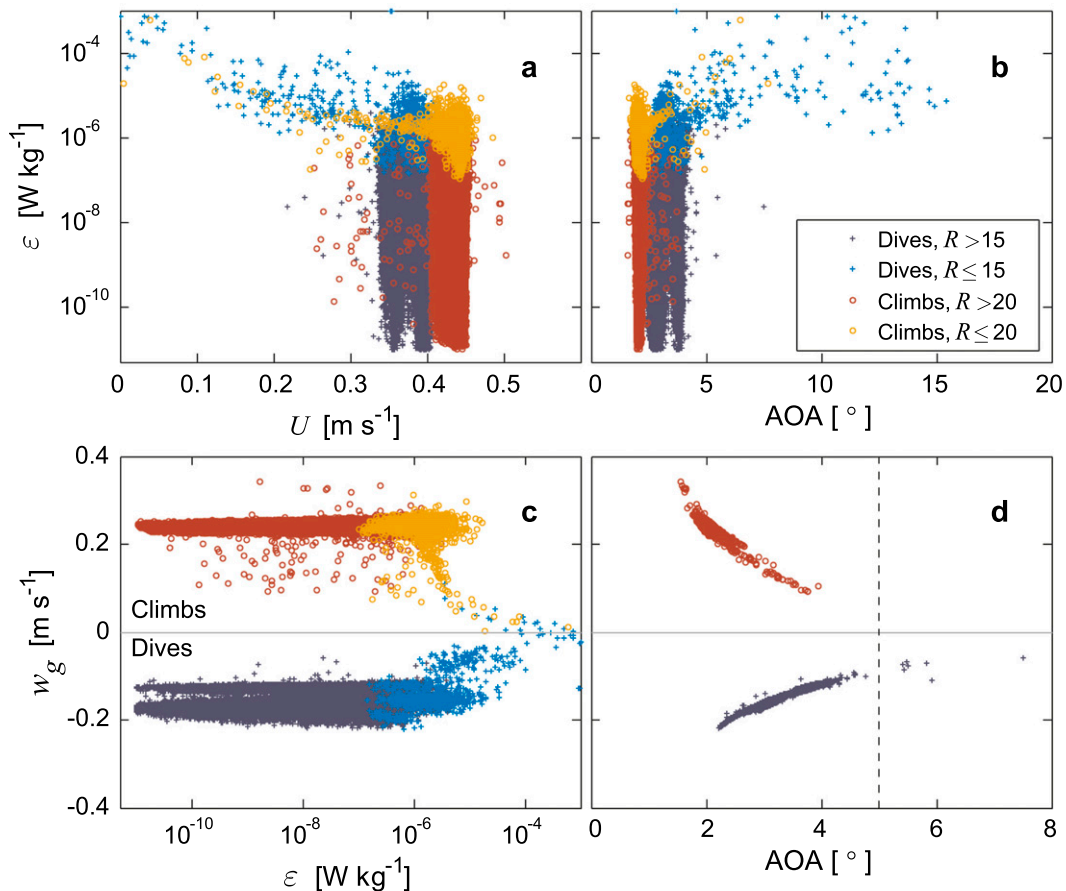 10⁻⁴
10⁻⁶
10⁻⁸
10⁻¹⁰
ε [W kg⁻¹]
a
0 0.1 0.2 0.3 0.4 0.5
U [m s⁻¹]
b
Dives, R >15
Dives, R ≤ 15
Climbs, R >20
Climbs, R ≤ 20
0 5 10 15 20
AOA [ ° ]
0.4
0.2
0
-0.2
-0.4
w_g [m s⁻¹]
c
Climbs
Dives
10⁻¹⁰ 10⁻⁸ 10⁻⁶ 10⁻⁴
ε [W kg⁻¹]
d
0 2 4 6 8
AOA [ ° ]